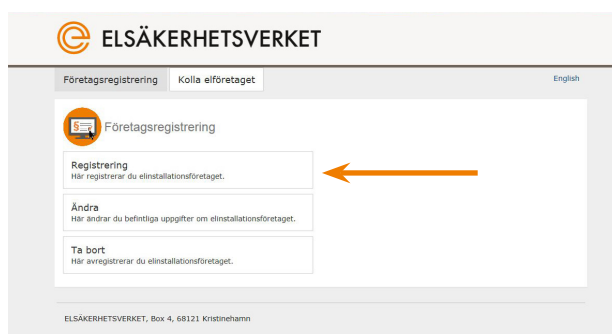 ELSÄKERHETSVERKET
Företagsregistrering Kolla elföretaget English
§
Företagsregistrering
Registrering
Här registrerar du elinstallationsföretaget.
Ändra
Här ändrar du befintliga uppgifter om elinstallationsföretaget.
Ta bort
Här avregistrerar du elinstallationsföretaget.
ELSÄKERHETSVERKET, Box 4, 68121 Kristinehamn